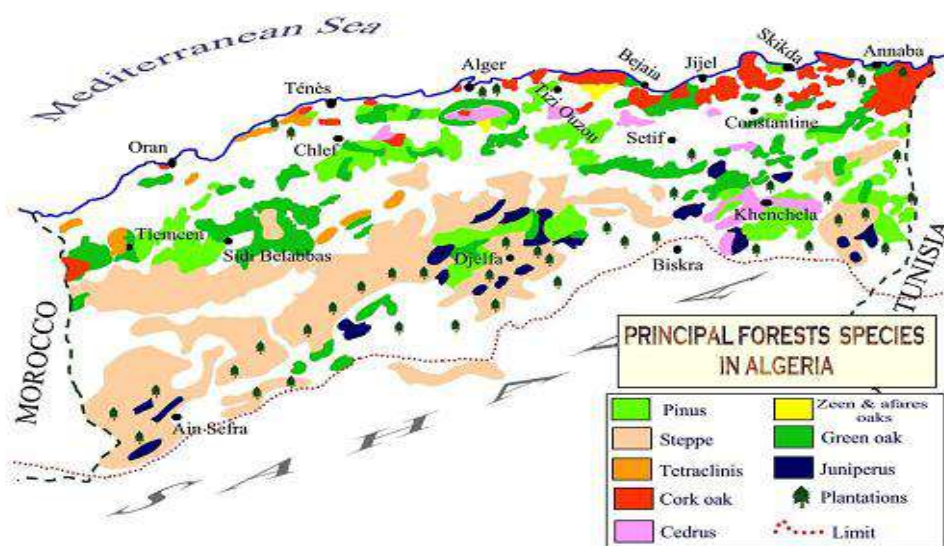 Mediterranean Sea
Oran
Ténès
Alger
Tizi Ouzou
Bejaia
Jijel
Skikda
Annaba
Chlef
Setif
Constantine
Tlemcen
Sidi Belabbas
Djelfa
Khenchela
Biskra
Ain-Sefra
MOROCCO
TUNISIA
SAHARA
PRINCIPAL FORESTS SPECIES
IN ALGERIA
Pinus
Steppe
Tetraclinis
Cork oak
Cedrus
Zeen & afares
oaks
Green oak
Juniperus
Plantations
Limit